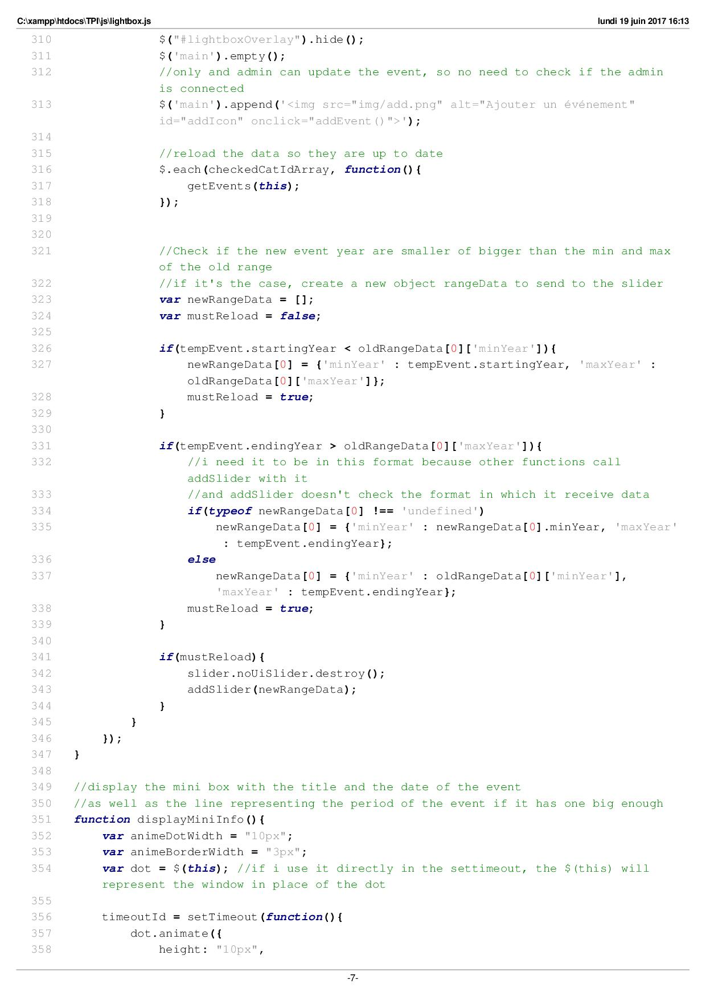 C:\xampp\htdocs\TPI\js\lightbox.js lundi 19 juin 2017 16:13
310 $("#lightboxOverlay").hide();
311 $('main').empty();
312 //only and admin can update the event, so no need to check if the admin
is connected
313 $('main').append('<img src="img/add.png" alt="Ajouter un événement"
id="addIcon" onclick="addEvent()">');
314
315 //reload the data so they are up to date
316 $.each(checkedCatIdArray, function(){
317 getEvents(this);
318 });
319
320
321 //Check if the new event year are smaller of bigger than the min and max
of the old range
322 //if it's the case, create a new object rangeData to send to the slider
323 var newRangeData = [];
324 var mustReload = false;
325
326 if(tempEvent.startingYear < oldRangeData[0]['minYear']){
327 newRangeData[0] = {'minYear' : tempEvent.startingYear, 'maxYear' :
oldRangeData[0]['maxYear']};
328 mustReload = true;
329 }
330
331 if(tempEvent.endingYear > oldRangeData[0]['maxYear']){
332 //i need it to be in this format because other functions call
addSlider with it
333 //and addSlider doesn't check the format in which it receive data
334 if(typeof newRangeData[0] !== 'undefined')
335 newRangeData[0] = {'minYear' : newRangeData[0].minYear, 'maxYear'
: tempEvent.endingYear};
336 else
337 newRangeData[0] = {'minYear' : oldRangeData[0]['minYear'],
'maxYear' : tempEvent.endingYear};
338 mustReload = true;
339 }
340
341 if(mustReload){
342 slider.noUiSlider.destroy();
343 addSlider(newRangeData);
344 }
345 }
346 });
347 }
348
349 //display the mini box with the title and the date of the event
350 //as well as the line representing the period of the event if it has one big enough
351 function displayMiniInfo(){
352 var animeDotWidth = "10px";
353 var animeBorderWidth = "3px";
354 var dot = $(this); //if i use it directly in the settimeout, the $(this) will
represent the window in place of the dot
355
356 timeoutId = setTimeout(function(){
357 dot.animate({
358 height: "10px",
-7-